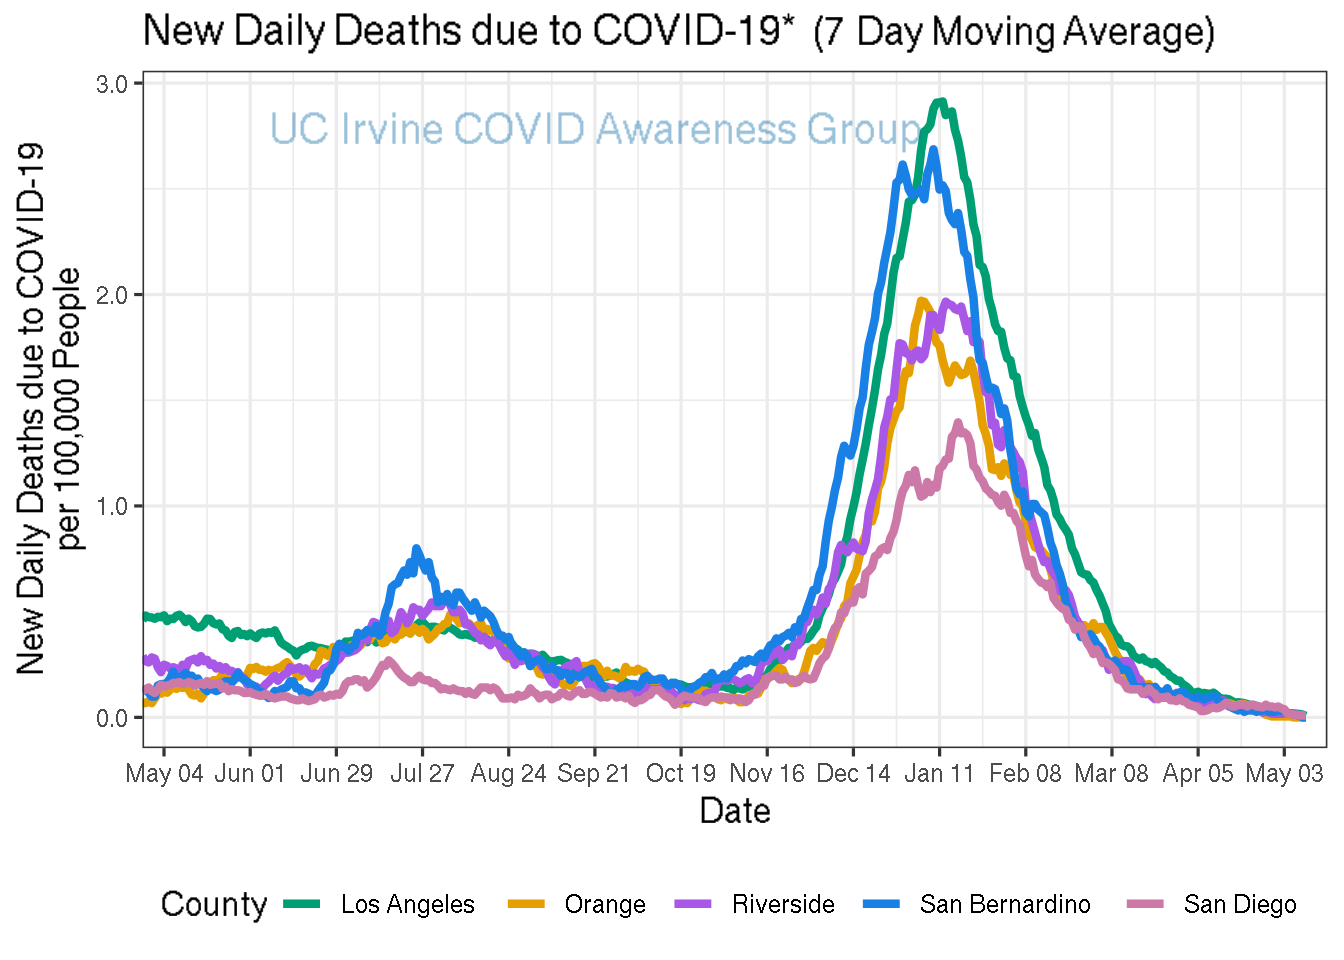 New Daily Deaths due to COVID-19* (7 Day Moving Average)
UC Irvine COVID Awareness Group
New Daily Deaths due to COVID-19
per 100,000 People
3.0
2.0
1.0
0.0
May 04 Jun 01 Jun 29 Jul 27 Aug 24 Sep 21 Oct 19 Nov 16 Dec 14 Jan 11 Feb 08 Mar 08 Apr 05 May 03
Date
County Los Angeles Orange Riverside San Bernardino San Diego